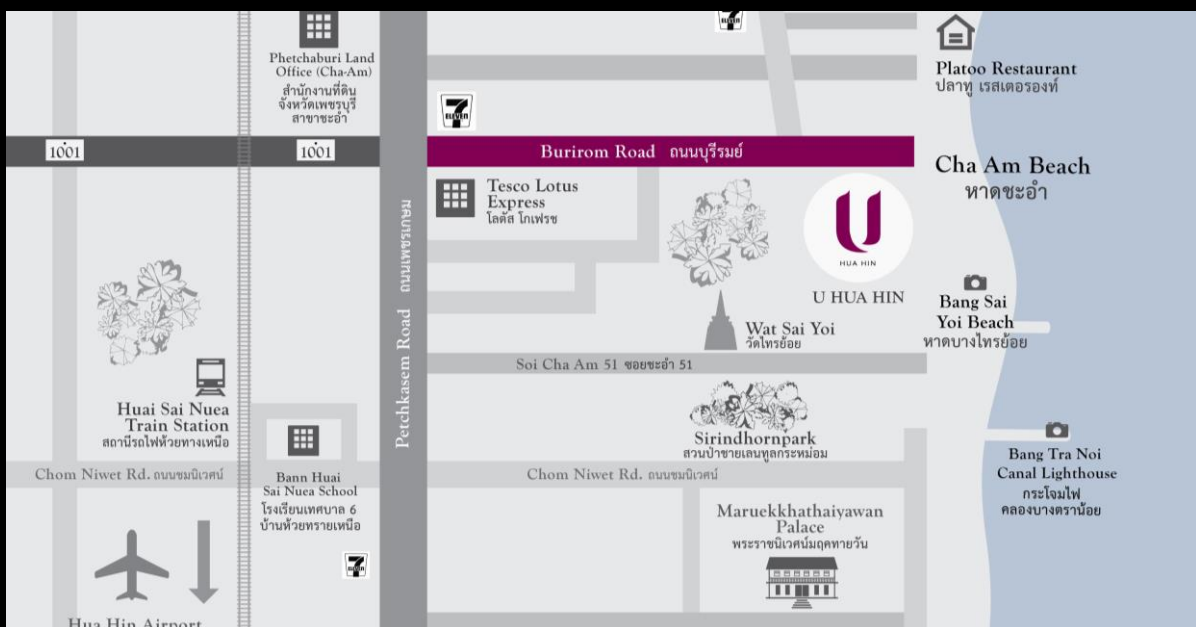 7
ELEVEN
Phetchaburi Land
Office (Cha-Am)
สำนักงานที่ดิน
จังหวัดเพชรบุรี
สาขาชะอำ
Platoo Restaurant
ปลาทู เรสเตอรองท์
7
ELEVEN
1001
1001
Burirom Road ถนนบุรีรมย์
Cha Am Beach
หาดชะอำ
Tesco Lotus
Express
โลตัส โกเฟรช
Petchkasem Road ถนนเพชรเกษม
U
HUA HIN
U HUA HIN
Bang Sai
Yoi Beach
หาดบางไทรย้อย
Wat Sai Yoi
วัดไทรย้อย
Soi Cha Am 51 ซอยชะอำ 51
Huai Sai Nuea
Train Station
สถานีรถไฟห้วยทางเหนือ
Sirindhornpark
สวนป่าชายเลนทูลกระหม่อม
Bang Tra Noi
Canal Lighthouse
กระโจมไฟ
คลองบางตราน้อย
Chom Niwet Rd. ถนนชมนิเวศน์
Bann Huai
Sai Nuea School
โรงเรียนเทศบาล 6
บ้านห้วยทรายเหนือ
Chom Niwet Rd. ถนนชมนิเวศน์
Maruekkhathaiyawan
Palace
พระราชนิเวศน์มฤคทายวัน
7
ELEVEN
Hua Hin Airport